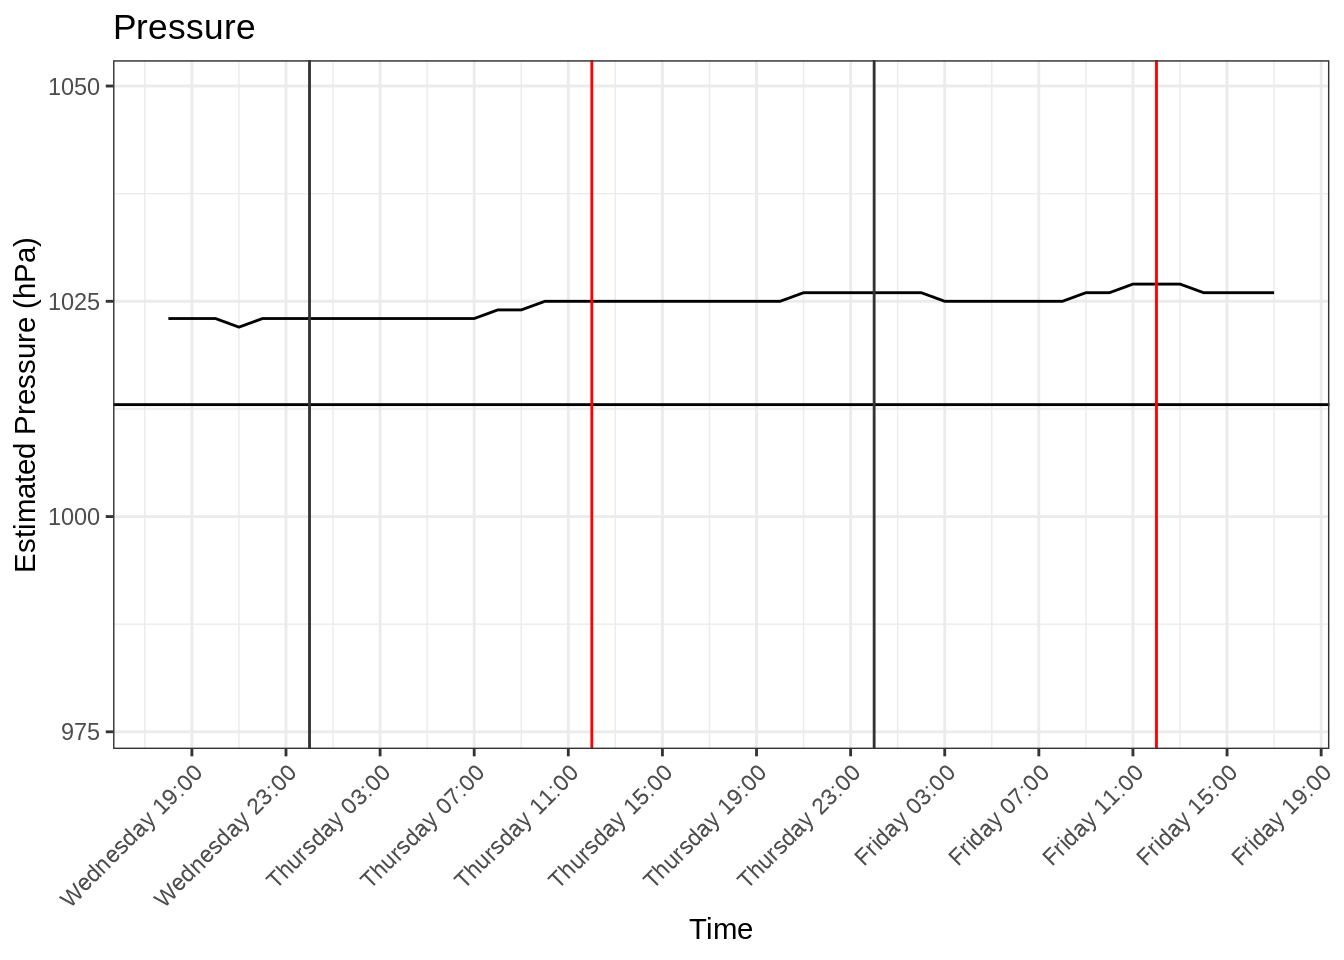 Pressure
Estimated Pressure (hPa)
1050
1025
1000
975
Wednesday 19:00
Wednesday 23:00
Thursday 03:00
Thursday 07:00
Thursday 11:00
Thursday 15:00
Thursday 19:00
Thursday 23:00
Friday 03:00
Friday 07:00
Friday 11:00
Friday 15:00
Friday 19:00
Time